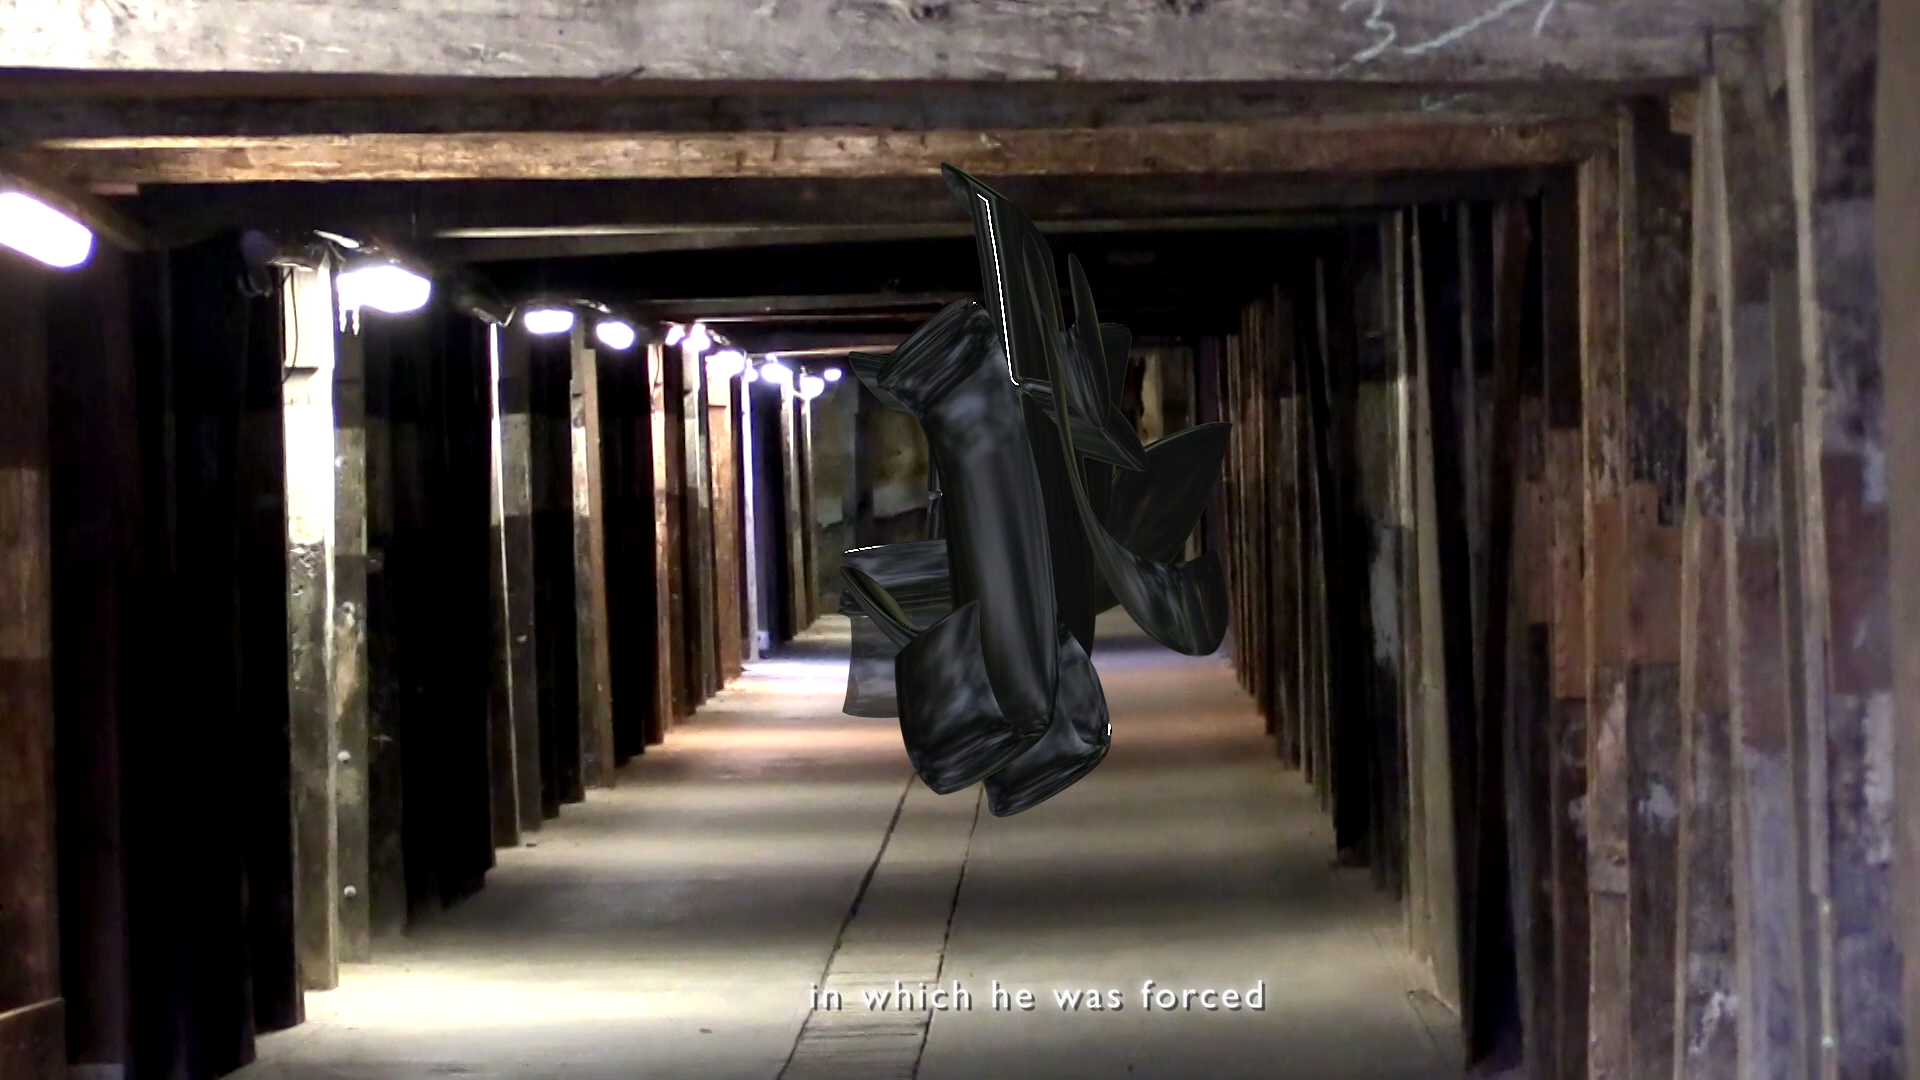 in which he was forced